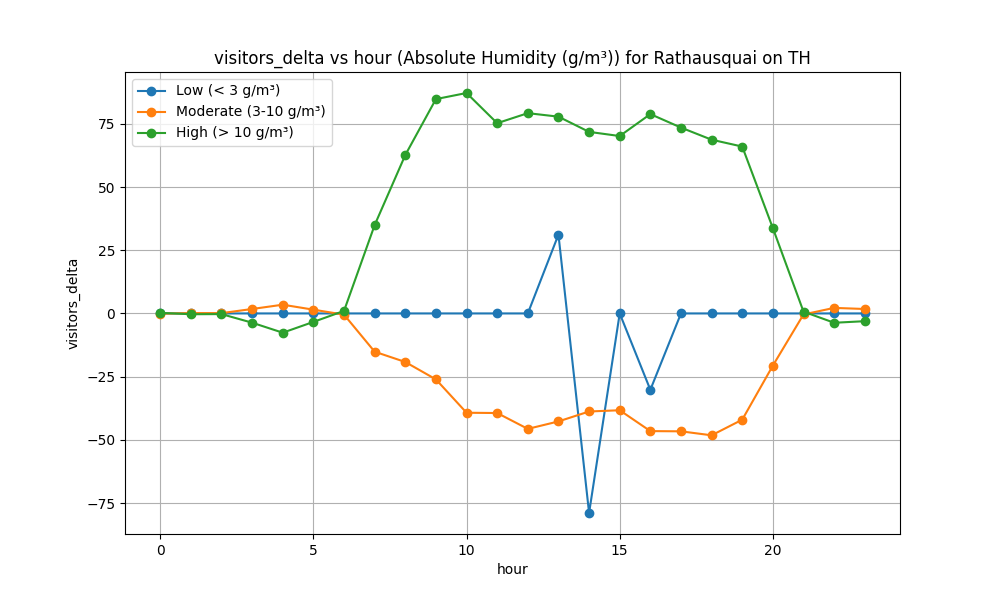 visitors_delta vs hour (Absolute Humidity (g/m³)) for Rathausquai on TH
Low (< 3 g/m³)
Moderate (3-10 g/m³)
High (> 10 g/m³)
75
50
25
0
−25
−50
−75
visitors_delta
0 5 10 15 20
hour